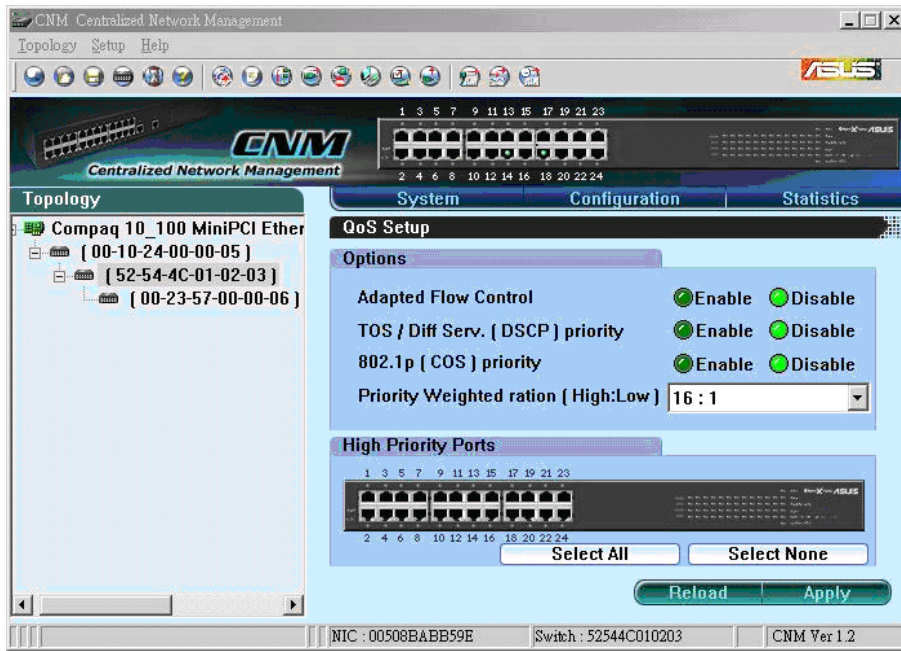 CNM Centralized Network Management
Topology Setup Help
ASUS
1 3 5 7 9 11 13 15 17 19 21 23
CNM
Centralized Network Management
2 4 6 8 10 12 14 16 18 20 22 24
Topology
System Configuration Statistics
Compaq 10_100 MiniPCI Ether
( 00-10-24-00-00-05 )
( 52-54-4C-01-02-03 )
( 00-23-57-00-00-06 )
QoS Setup
Options
Adapted Flow Control Enable Disable
TOS / Diff Serv. ( DSCP ) priority Enable Disable
802.1p ( COS ) priority Enable Disable
Priority Weighted ration ( High:Low ) 16 : 1
High Priority Ports
1 3 5 7 9 11 13 15 17 19 21 23
ASUS
2 4 6 8 10 12 14 16 18 20 22 24
Select All Select None
Reload Apply
NIC : 00508BABB59E Switch : 52544C010203 CNM Ver 1.2